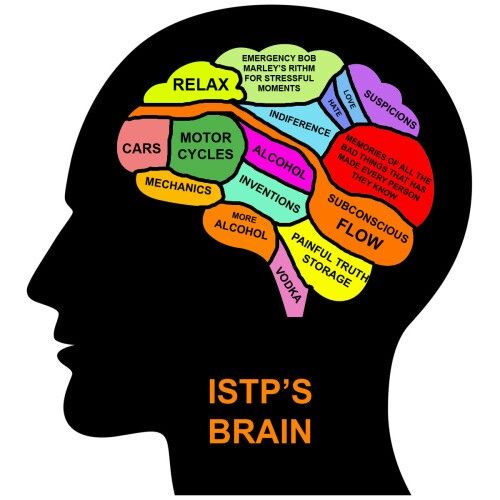 EMERGENCY BOB
MARLEY'S RITHM
FOR STRESSFUL
MOMENTS
RELAX
HATE
LOVE
SUSPICIONS
INDIFERENCE
CARS
MOTOR
CYCLES
ALCOHOL
MEMORIES OF ALL THE
BAD THINGS THAT HAS
MADE EVERY PERSON
THEY KNOW
MECHANICS
INVENTIONS
SUBCONSCIOUS
FLOW
MORE
ALCOHOL
PAINFUL TRUTH
STORAGE
VODKA
ISTP'S
BRAIN